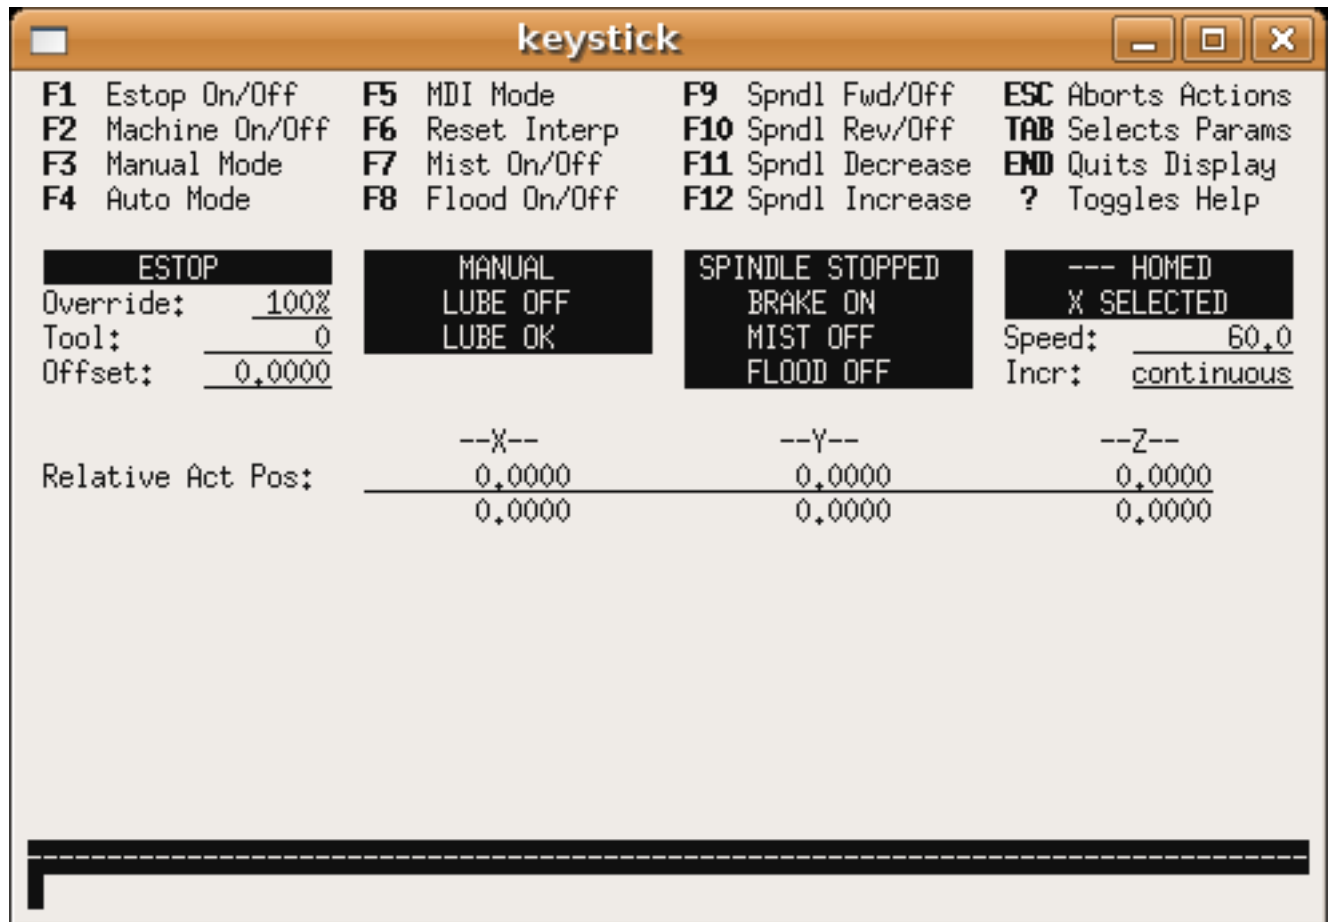 keystick
F1 Estop On/Off F5 MDI Mode F9 Spndl Fwd/Off ESC Aborts Actions
F2 Machine On/Off F6 Reset Interp F10 Spndl Rev/Off TAB Selects Params
F3 Manual Mode F7 Mist On/Off F11 Spndl Decrease END Quits Display
F4 Auto Mode F8 Flood On/Off F12 Spndl Increase ? Toggles Help
ESTOP MANUAL SPINDLE STOPPED --- HOMED
Override: 100% LUBE OFF BRAKE ON X SELECTED
Tool: 0 LUBE OK MIST OFF Speed: 60.0
Offset: 0.0000 FLOOD OFF Incr: continuous
--X-- --Y-- --Z--
Relative Act Pos: 0.0000 0.0000 0.0000
0.0000 0.0000 0.0000
--------------------------------------------------------------------------------